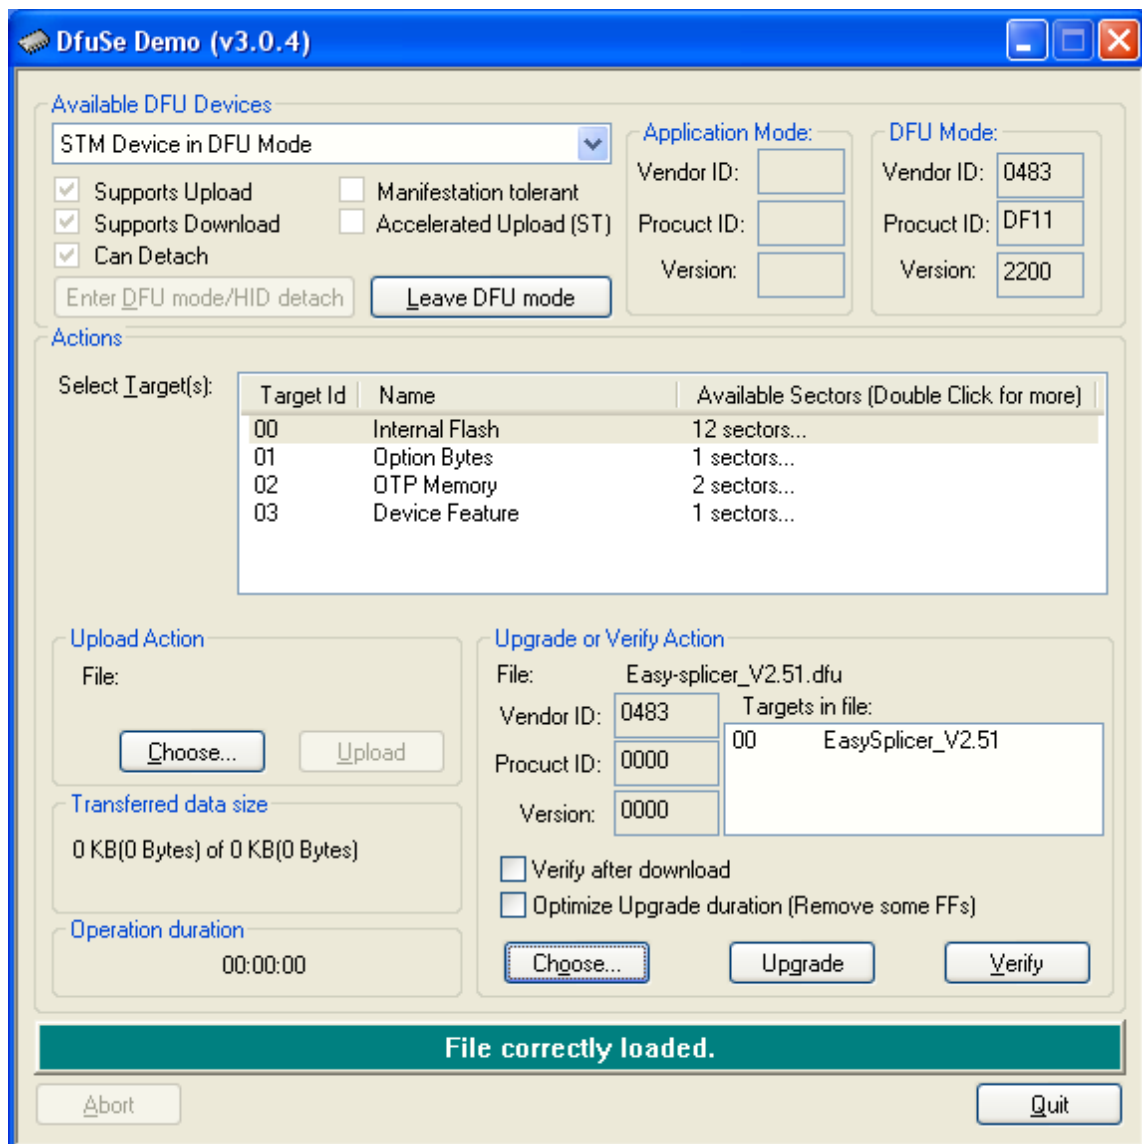 DfuSe Demo (v3.0.4)
Available DFU Devices
STM Device in DFU Mode
Supports Upload
Manifestation tolerant
Supports Download
Accelerated Upload (ST)
Can Detach
Enter DFU mode/HID detach
Leave DFU mode
Application Mode:
Vendor ID:
Procuct ID:
Version:
DFU Mode:
Vendor ID: 0483
Procuct ID: DF11
Version: 2200
Actions
Select Target(s):
Target Id Name Available Sectors (Double Click for more)
00 Internal Flash 12 sectors...
01 Option Bytes 1 sectors...
02 OTP Memory 2 sectors...
03 Device Feature 1 sectors...
Upload Action
File:
Choose...
Upload
Transferred data size
0 KB(0 Bytes) of 0 KB(0 Bytes)
Operation duration
00:00:00
Upgrade or Verify Action
File: Easy-splicer_V2.51.dfu
Vendor ID: 0483
Procuct ID: 0000
Version: 0000
Targets in file:
00 EasySplicer_V2.51
Verify after download
Optimize Upgrade duration (Remove some FFs)
Choose...
Upgrade
Verify
File correctly loaded.
Abort
Quit